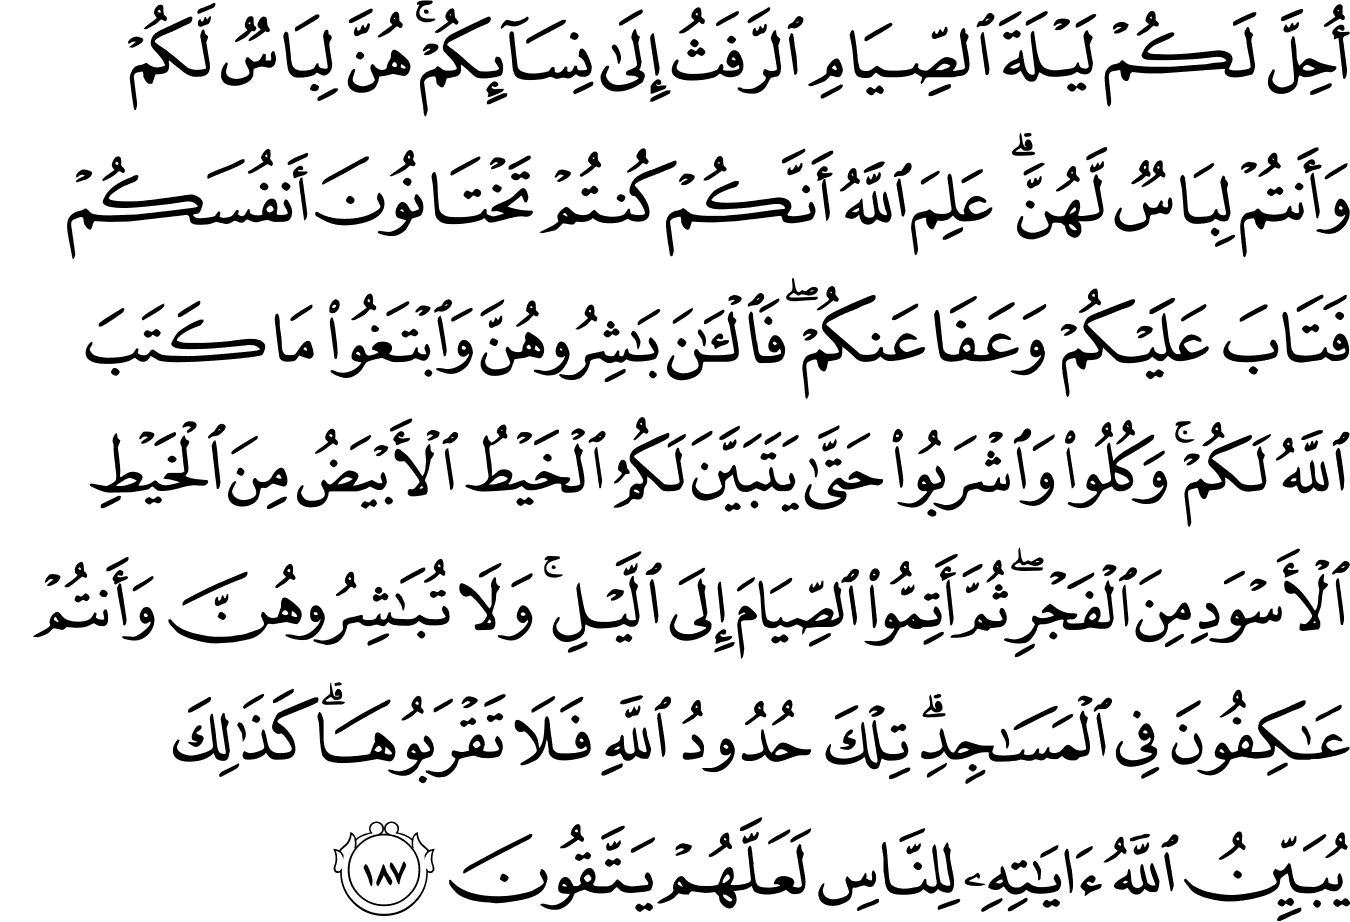 أُحِلَّ لَكُمْ لَيْلَةَ ٱلصِّيَامِ ٱلرَّفَثُ إِلَىٰ نِسَآئِكُمْ ۚ هُنَّ لِبَاسٌ لَّكُمْ
وَأَنتُمْ لِبَاسٌ لَّهُنَّ ۗ عَلِمَ ٱللَّهُ أَنَّكُمْ كُنتُمْ تَخْتَانُونَ أَنفُسَكُمْ
فَتَابَ عَلَيْكُمْ وَعَفَا عَنكُمْ ۖ فَٱلْـَٰٔنَ بَـٰشِرُوهُنَّ وَٱبْتَغُوا۟ مَا كَتَبَ
ٱللَّهُ لَكُمْ ۚ وَكُلُوا۟ وَٱشْرَبُوا۟ حَتَّىٰ يَتَبَيَّنَ لَكُمُ ٱلْخَيْطُ ٱلْأَبْيَضُ مِنَ ٱلْخَيْطِ
ٱلْأَسْوَدِ مِنَ ٱلْفَجْرِ ۖ ثُمَّ أَتِمُّوا۟ ٱلصِّيَامَ إِلَى ٱلَّيْلِ ۚ وَلَا تُبَـٰشِرُوهُنَّ وَأَنتُمْ
عَـٰكِفُونَ فِى ٱلْمَسَـٰجِدِ ۗ تِلْكَ حُدُودُ ٱللَّهِ فَلَا تَقْرَبُوهَا ۗ كَذَٰلِكَ
يُبَيِّنُ ٱللَّهُ ءَايَـٰتِهِۦ لِلنَّاسِ لَعَلَّهُمْ يَتَّقُونَ ١٨٧